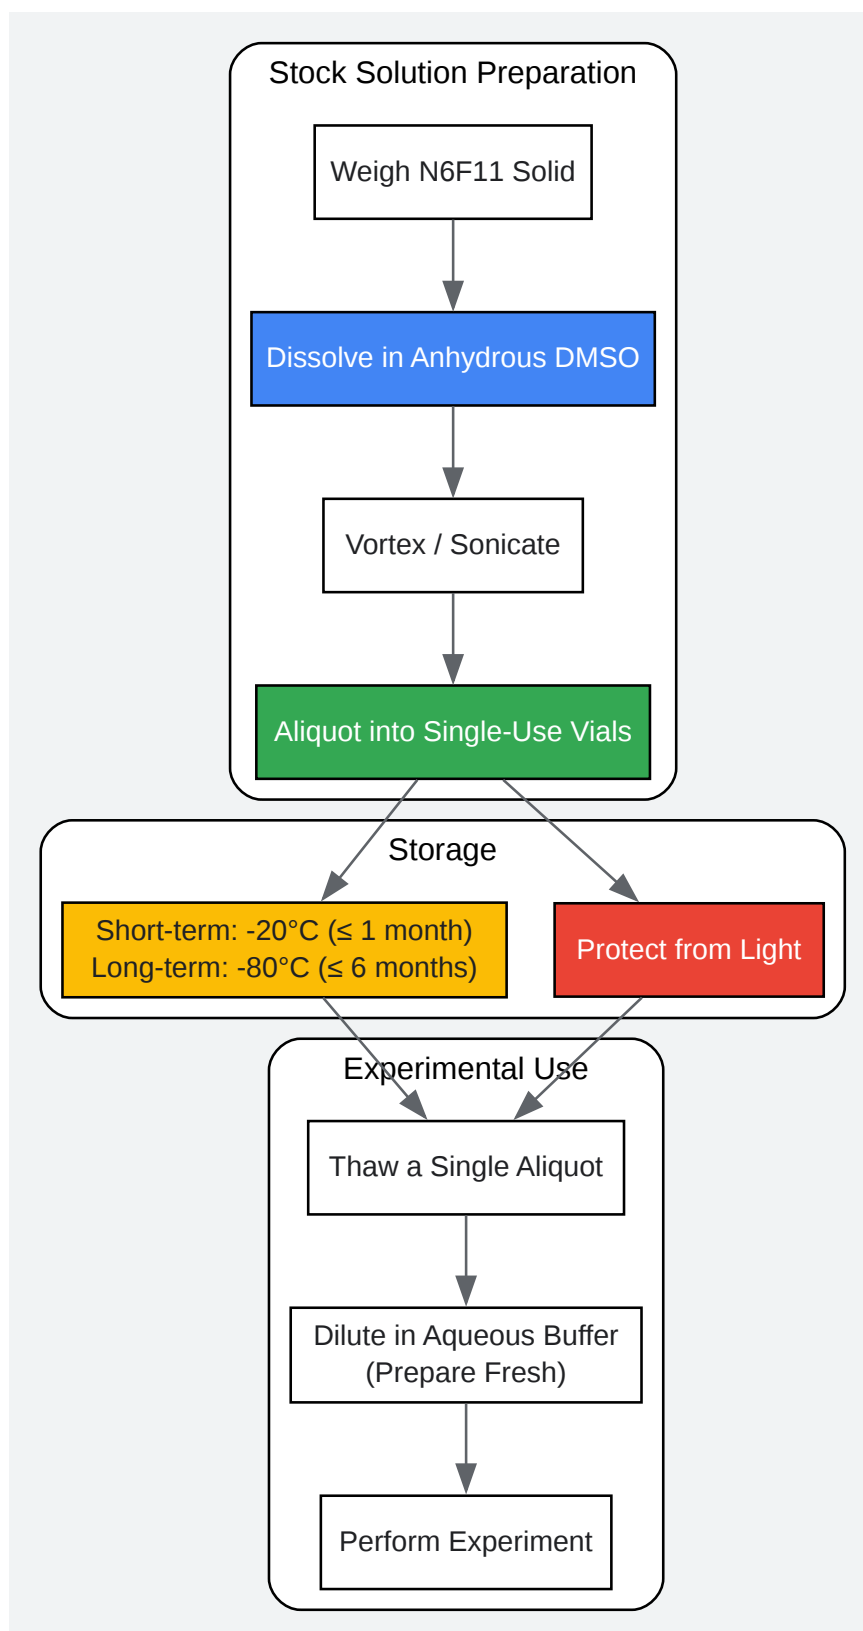 Stock Solution Preparation
Weigh N6F11 Solid
Dissolve in Anhydrous DMSO
Vortex / Sonicate
Aliquot into Single-Use Vials
Storage
Short-term: -20°C (≤ 1 month)
Long-term: -80°C (≤ 6 months)
Protect from Light
Experimental Use
Thaw a Single Aliquot
Dilute in Aqueous Buffer
(Prepare Fresh)
Perform Experiment